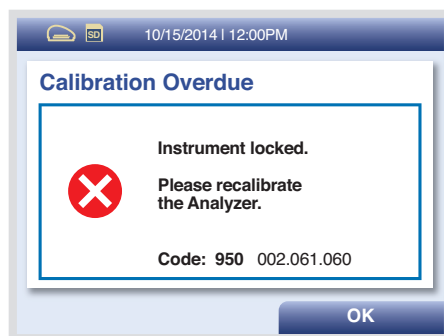 SD 10/15/2014 | 12:00PM
Calibration Overdue
Instrument locked.
Please recalibrate
the Analyzer.
Code: 950 002.061.060
OK